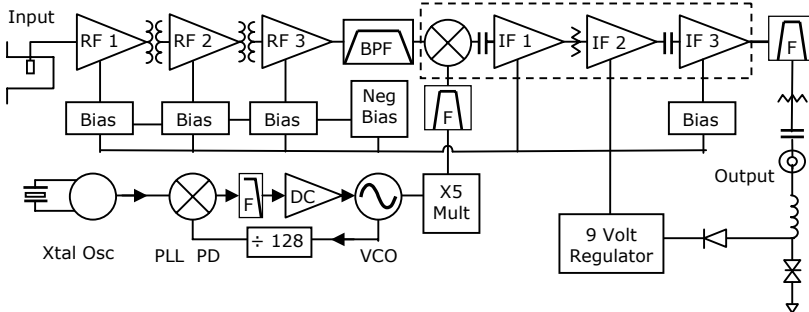 Input
RF 1
RF 2
RF 3
BPF
IF 1
IF 2
IF 3
F
Bias
Bias
Bias
Neg
Bias
F
Bias
Output
F
DC
X5
Mult
9 Volt
Regulator
Xtal Osc
PLL PD
÷ 128
VCO